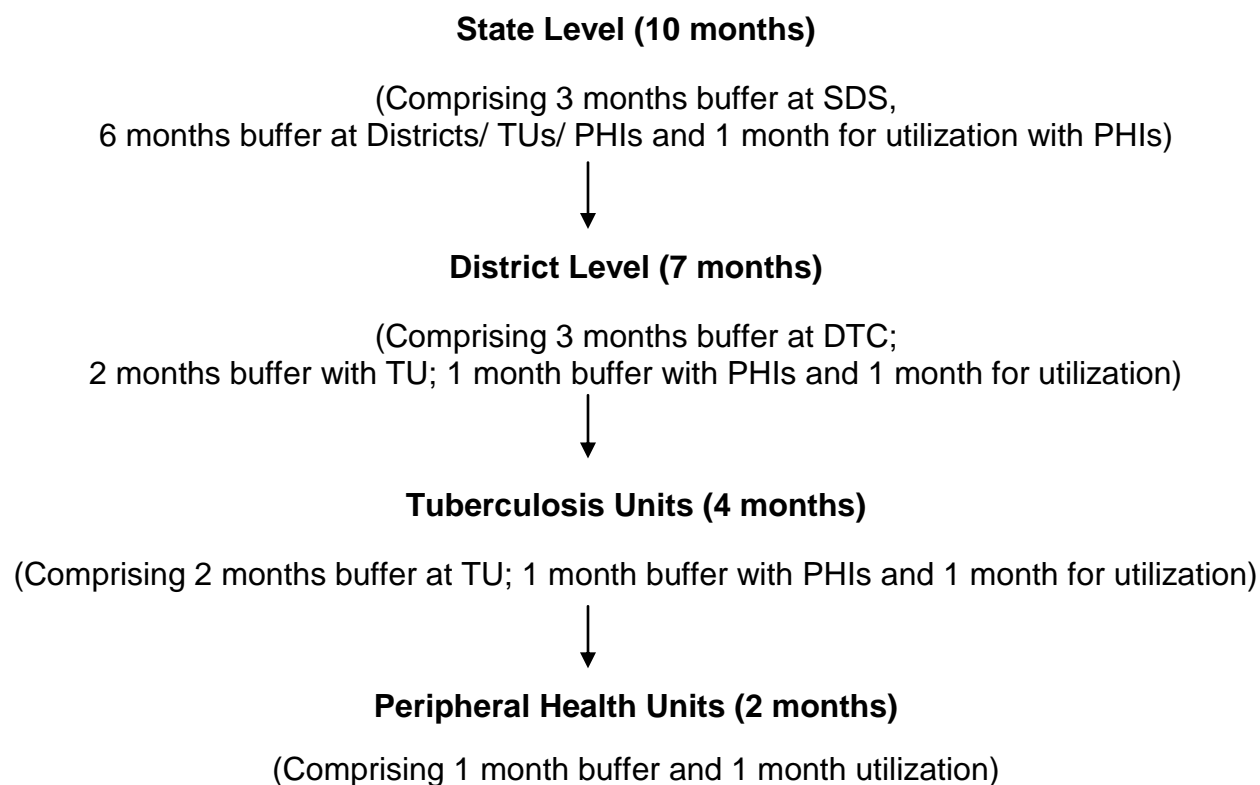 State Level (10 months)
(Comprising 3 months buffer at SDS,
6 months buffer at Districts/ TUs/ PHIs and 1 month for utilization with PHIs)
District Level (7 months)
(Comprising 3 months buffer at DTC;
2 months buffer with TU; 1 month buffer with PHIs and 1 month for utilization)
Tuberculosis Units (4 months)
(Comprising 2 months buffer at TU; 1 month buffer with PHIs and 1 month for utilization)
Peripheral Health Units (2 months)
(Comprising 1 month buffer and 1 month utilization)